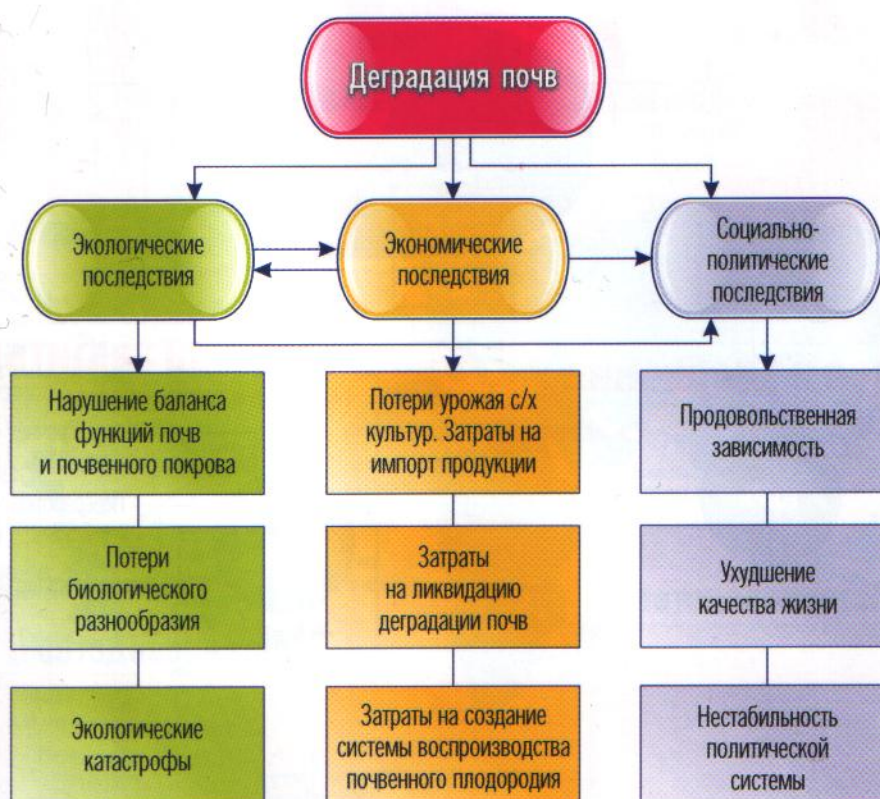 Деградация почв
Экологические
последствия
Экономические
последствия
Социально-
политические
последствия
Нарушение баланса
функций почв
и почвенного покрова
Потери урожая с/х
культур. Затраты на
импорт продукции
Продовольственная
зависимость
Потери
биологического
разнообразия
Затраты
на ликвидацию
деградации почв
Ухудшение
качества жизни
Экологические
катастрофы
Затраты на создание
системы воспроизводства
почвенного плодородия
Нестабильность
политической
системы